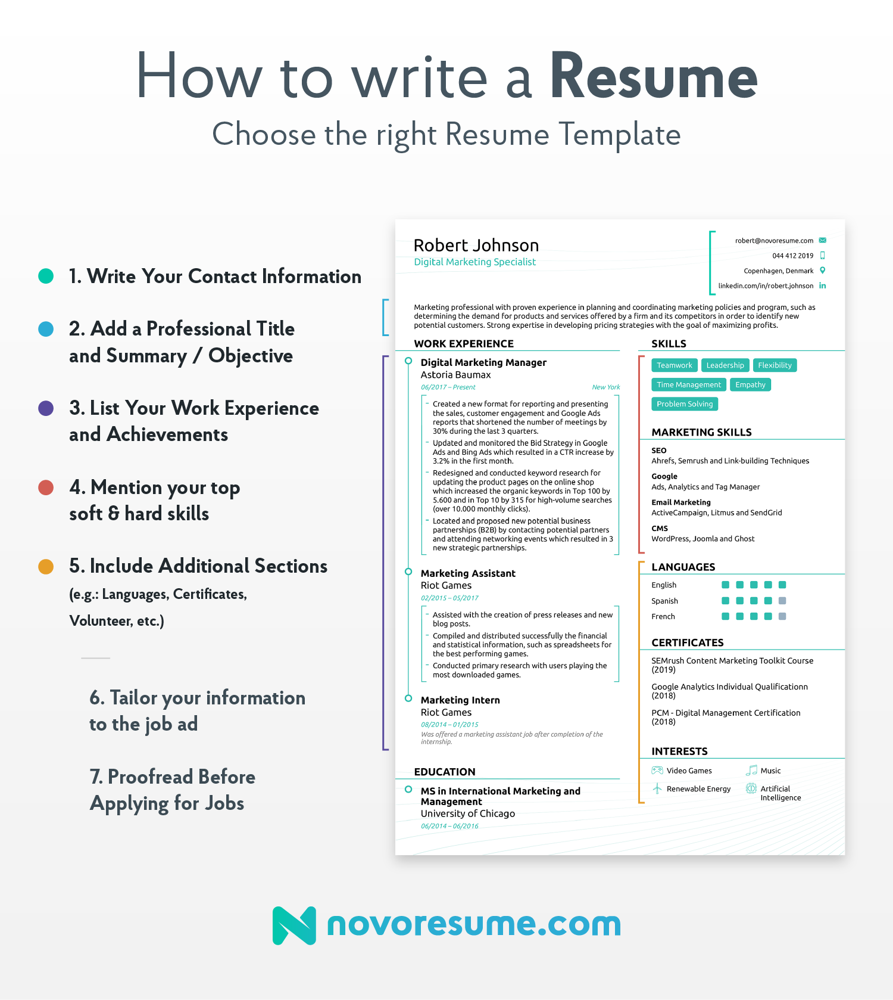 How to write a Resume
Choose the right Resume Template
1. Write Your Contact Information
2. Add a Professional Title
and Summary / Objective
3. List Your Work Experience
and Achievements
4. Mention your top
soft & hard skills
5. Include Additional Sections
(e.g.: Languages, Certificates,
Volunteer, etc.)
6. Tailor your information
to the job ad
7. Proofread Before
Applying for Jobs
Robert Johnson
Digital Marketing Specialist
robert@novoresume.com
044 412 2019
Copenhagen, Denmark
linkedin.com/in/robert.johnson
in
Marketing professional with proven experience in planning and coordinating marketing policies and program, such as
determining the demand for products and services offered by a firm and its competitors in order to identify new
potential customers. Strong expertise in developing pricing strategies with the goal of maximizing profits.
WORK EXPERIENCE
Digital Marketing Manager
Astoria Baumax
06/2017 – Present New York
– Created a new format for reporting and presenting
the sales, customer engagement and Google Ads
reports that shortened the number of meetings by
30% during the last 3 quarters.
– Updated and monitored the Bid Strategy in Google
Ads and Bing Ads which resulted in a CTR increase by
3.2% in the first month.
– Redesigned and conducted keyword research for
updating the product pages on the online shop
which increased the organic keywords in Top 100 by
5.600 and in Top 10 by 315 for high-volume searches
(over 10.000 monthly clicks).
– Located and proposed new potential business
partnerships (B2B) by contacting potential partners
and attending networking events which resulted in 3
new strategic partnerships.
Marketing Assistant
Riot Games
02/2015 – 05/2017
– Assisted with the creation of press releases and new
blog posts.
– Compiled and distributed successfully the financial
and statistical information, such as spreadsheets for
the best performing games.
– Conducted primary research with users playing the
most downloaded games.
Marketing Intern
Riot Games
08/2014 – 01/2015
Was offered a marketing assistant job after completion of the
internship.
EDUCATION
MS in International Marketing and
Management
University of Chicago
06/2014 – 06/2016
SKILLS
Teamwork Leadership Flexibility
Time Management Empathy
Problem Solving
MARKETING SKILLS
SEO
Ahrefs, Semrush and Link-building Techniques
Google
Ads, Analytics and Tag Manager
Email Marketing
ActiveCampaign, Litmus and SendGrid
CMS
WordPress, Joomla and Ghost
LANGUAGES
English
Spanish
French
CERTIFICATES
SEMrush Content Marketing Toolkit Course
(2019)
Google Analytics Individual Qualificationn
(2018)
PCM - Digital Management Certification
(2018)
INTERESTS
Video Games Music
Renewable Energy Artificial
Intelligence
novoresume.com